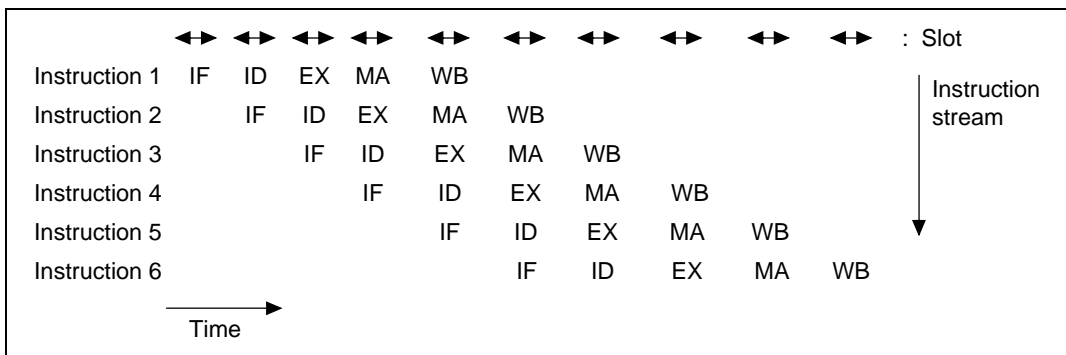 : Slot
Instruction 1 IF ID EX MA WB
Instruction 2 IF ID EX MA WB
Instruction 3 IF ID EX MA WB
Instruction 4 IF ID EX MA WB
Instruction 5 IF ID EX MA WB
Instruction 6 IF ID EX MA WB
Instruction
stream
Time